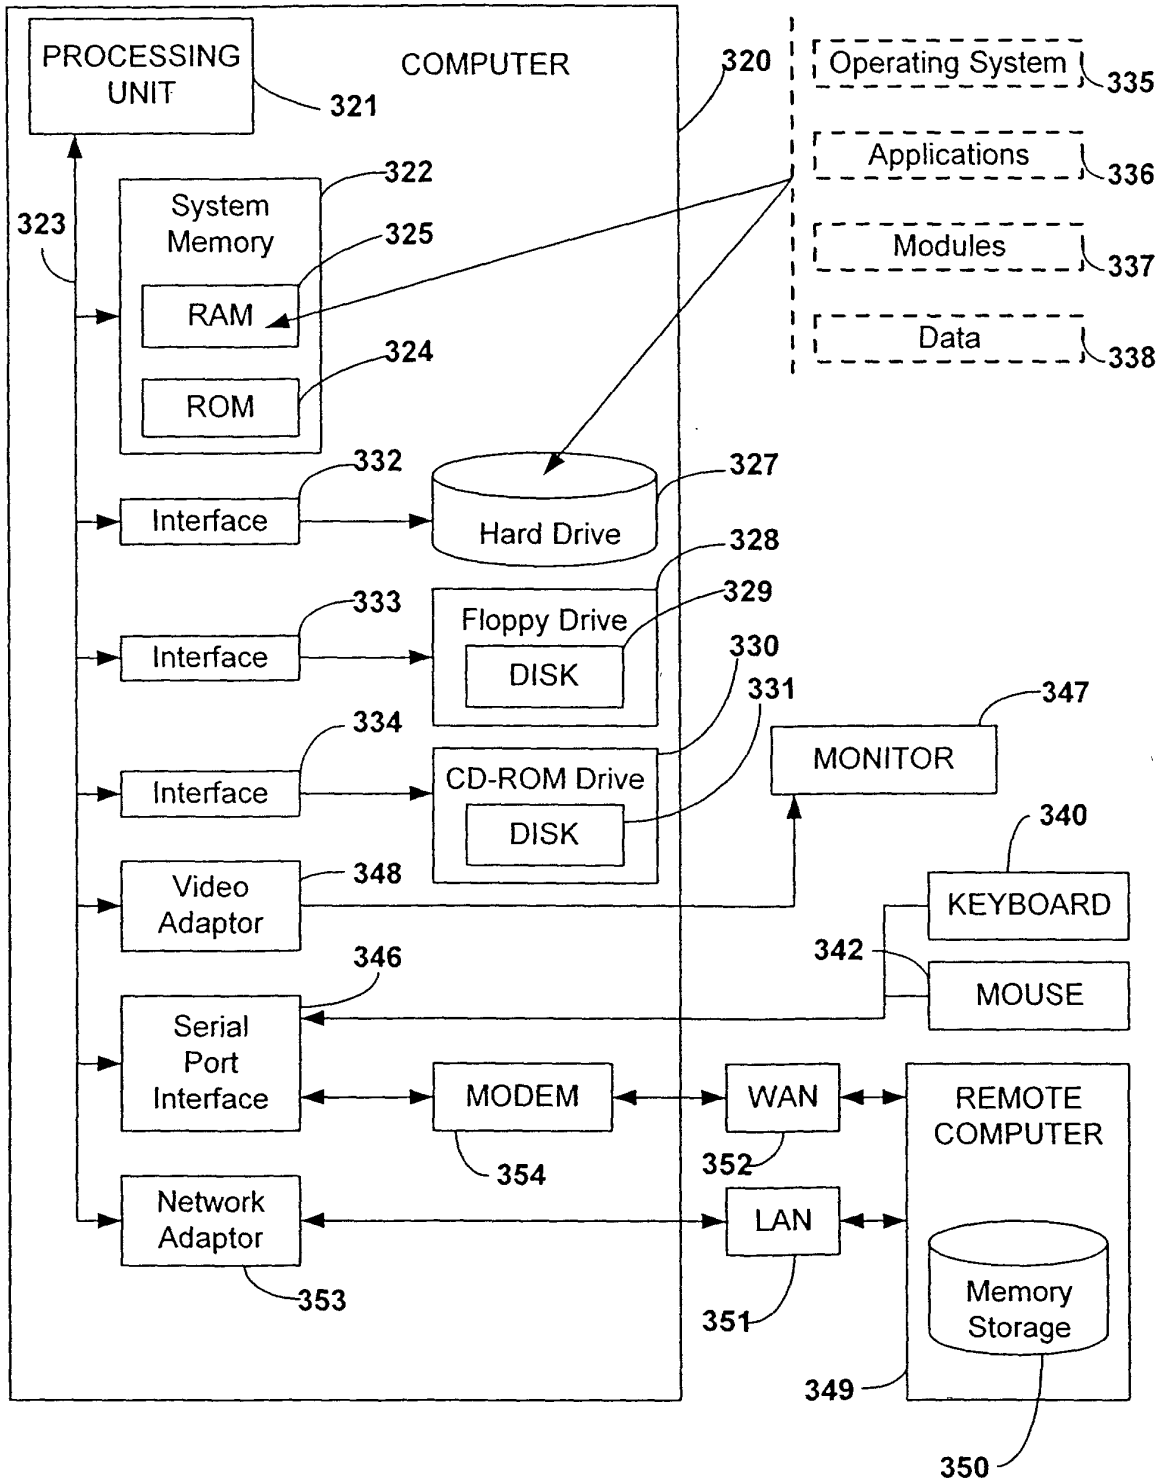 PROCESSING
UNIT
321
COMPUTER
320
Operating System
335
Applications
336
Modules
337
Data
338
323
322
System
Memory
325
RAM
324
ROM
332
Interface
327
Hard Drive
328
333
Interface
329
Floppy Drive
DISK
330
331
334
Interface
CD-ROM Drive
DISK
347
MONITOR
348
Video
Adaptor
340
KEYBOARD
342
MOUSE
346
Serial
Port
Interface
MODEM
354
WAN
352
REMOTE
COMPUTER
Network
Adaptor
353
LAN
351
Memory
Storage
349
350